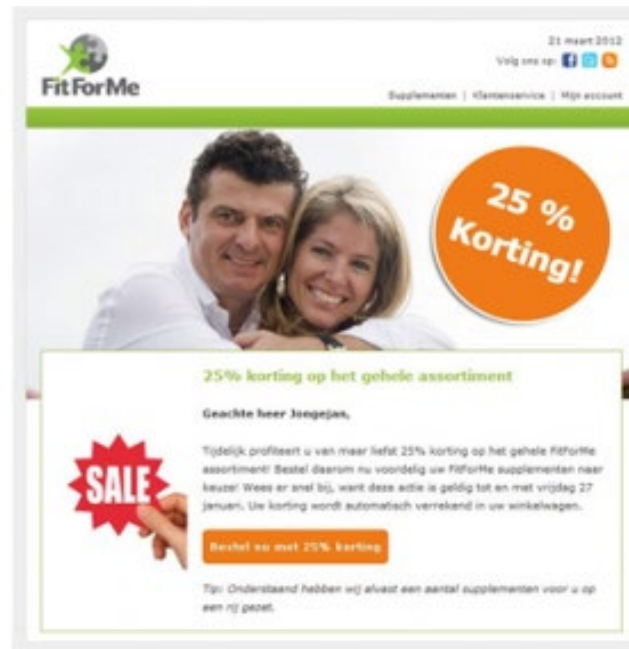 21 maart 2012
Volg ons op:
FitForMe
Supplementen | Klantenservice | Mijn account
25 %
Korting!
25% korting op het gehele assortiment
Geachte heer Jongejan,
Tijdelijk profiteert u van maar liefst 25% korting op het gehele FitForMe
assortiment! Bestel daarom nu voordelig uw FitForMe supplementen naar
keuze! Wees er snel bij, want deze actie is geldig tot en met vrijdag 27
januari. Uw korting wordt automatisch verrekend in uw winkelwagen.
SALE
Bestel nu met 25% korting
Tip: Onderstaand hebben wij alvast een aantal supplementen voor u op
een rij gezet.